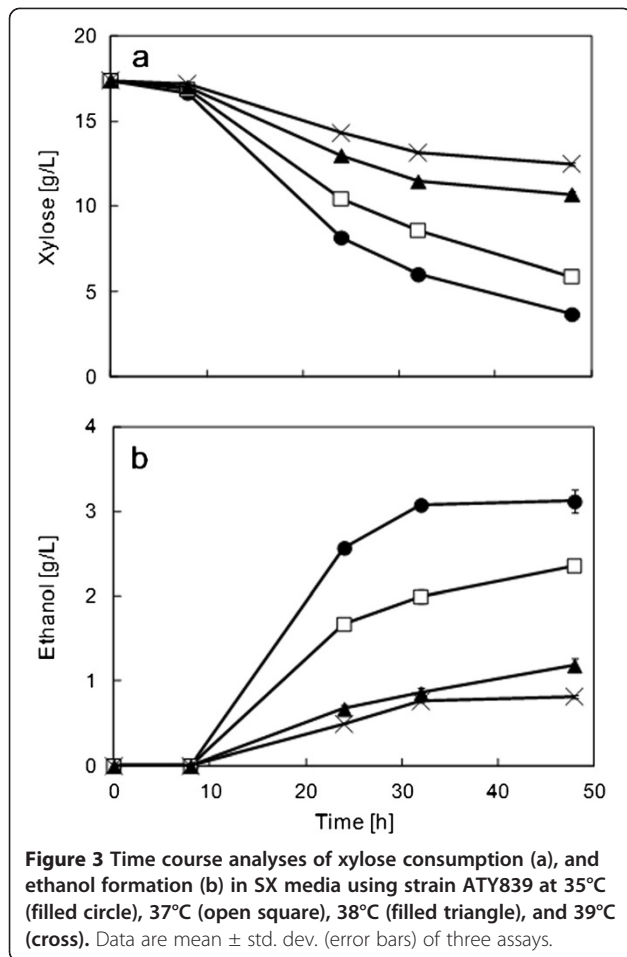 20
a
15
10
5
0
Xylose [g/L]
4
b
3
2
1
0
Ethanol [g/L]
0 10 20 30 40 50
Time [h]
Figure 3 Time course analyses of xylose consumption (a), and
ethanol formation (b) in SX media using strain ATY839 at 35°C
(filled circle), 37°C (open square), 38°C (filled triangle), and 39°C
(cross). Data are mean ± std. dev. (error bars) of three assays.